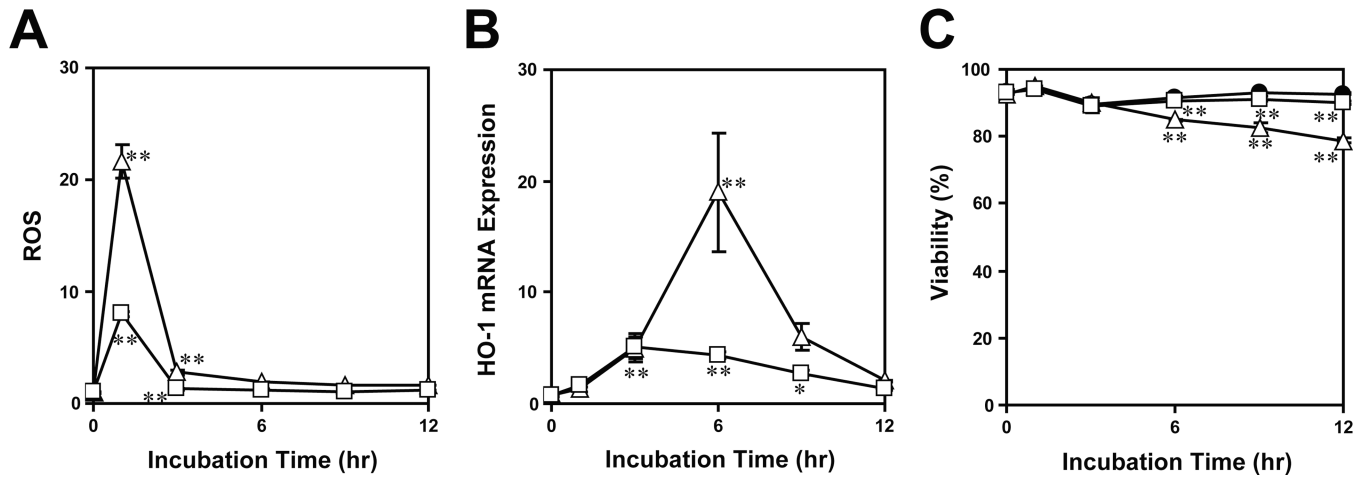 A
30
20
10
0
ROS
**
**
**
**
0 6 12
Incubation Time (hr)
B
30
20
10
0
HO-1 mRNA Expression
**
**
**
*
0 6 12
Incubation Time (hr)
C
100
80
60
40
20
0
Viability (%)
** ** **
** ** **
0 6 12
Incubation Time (hr)